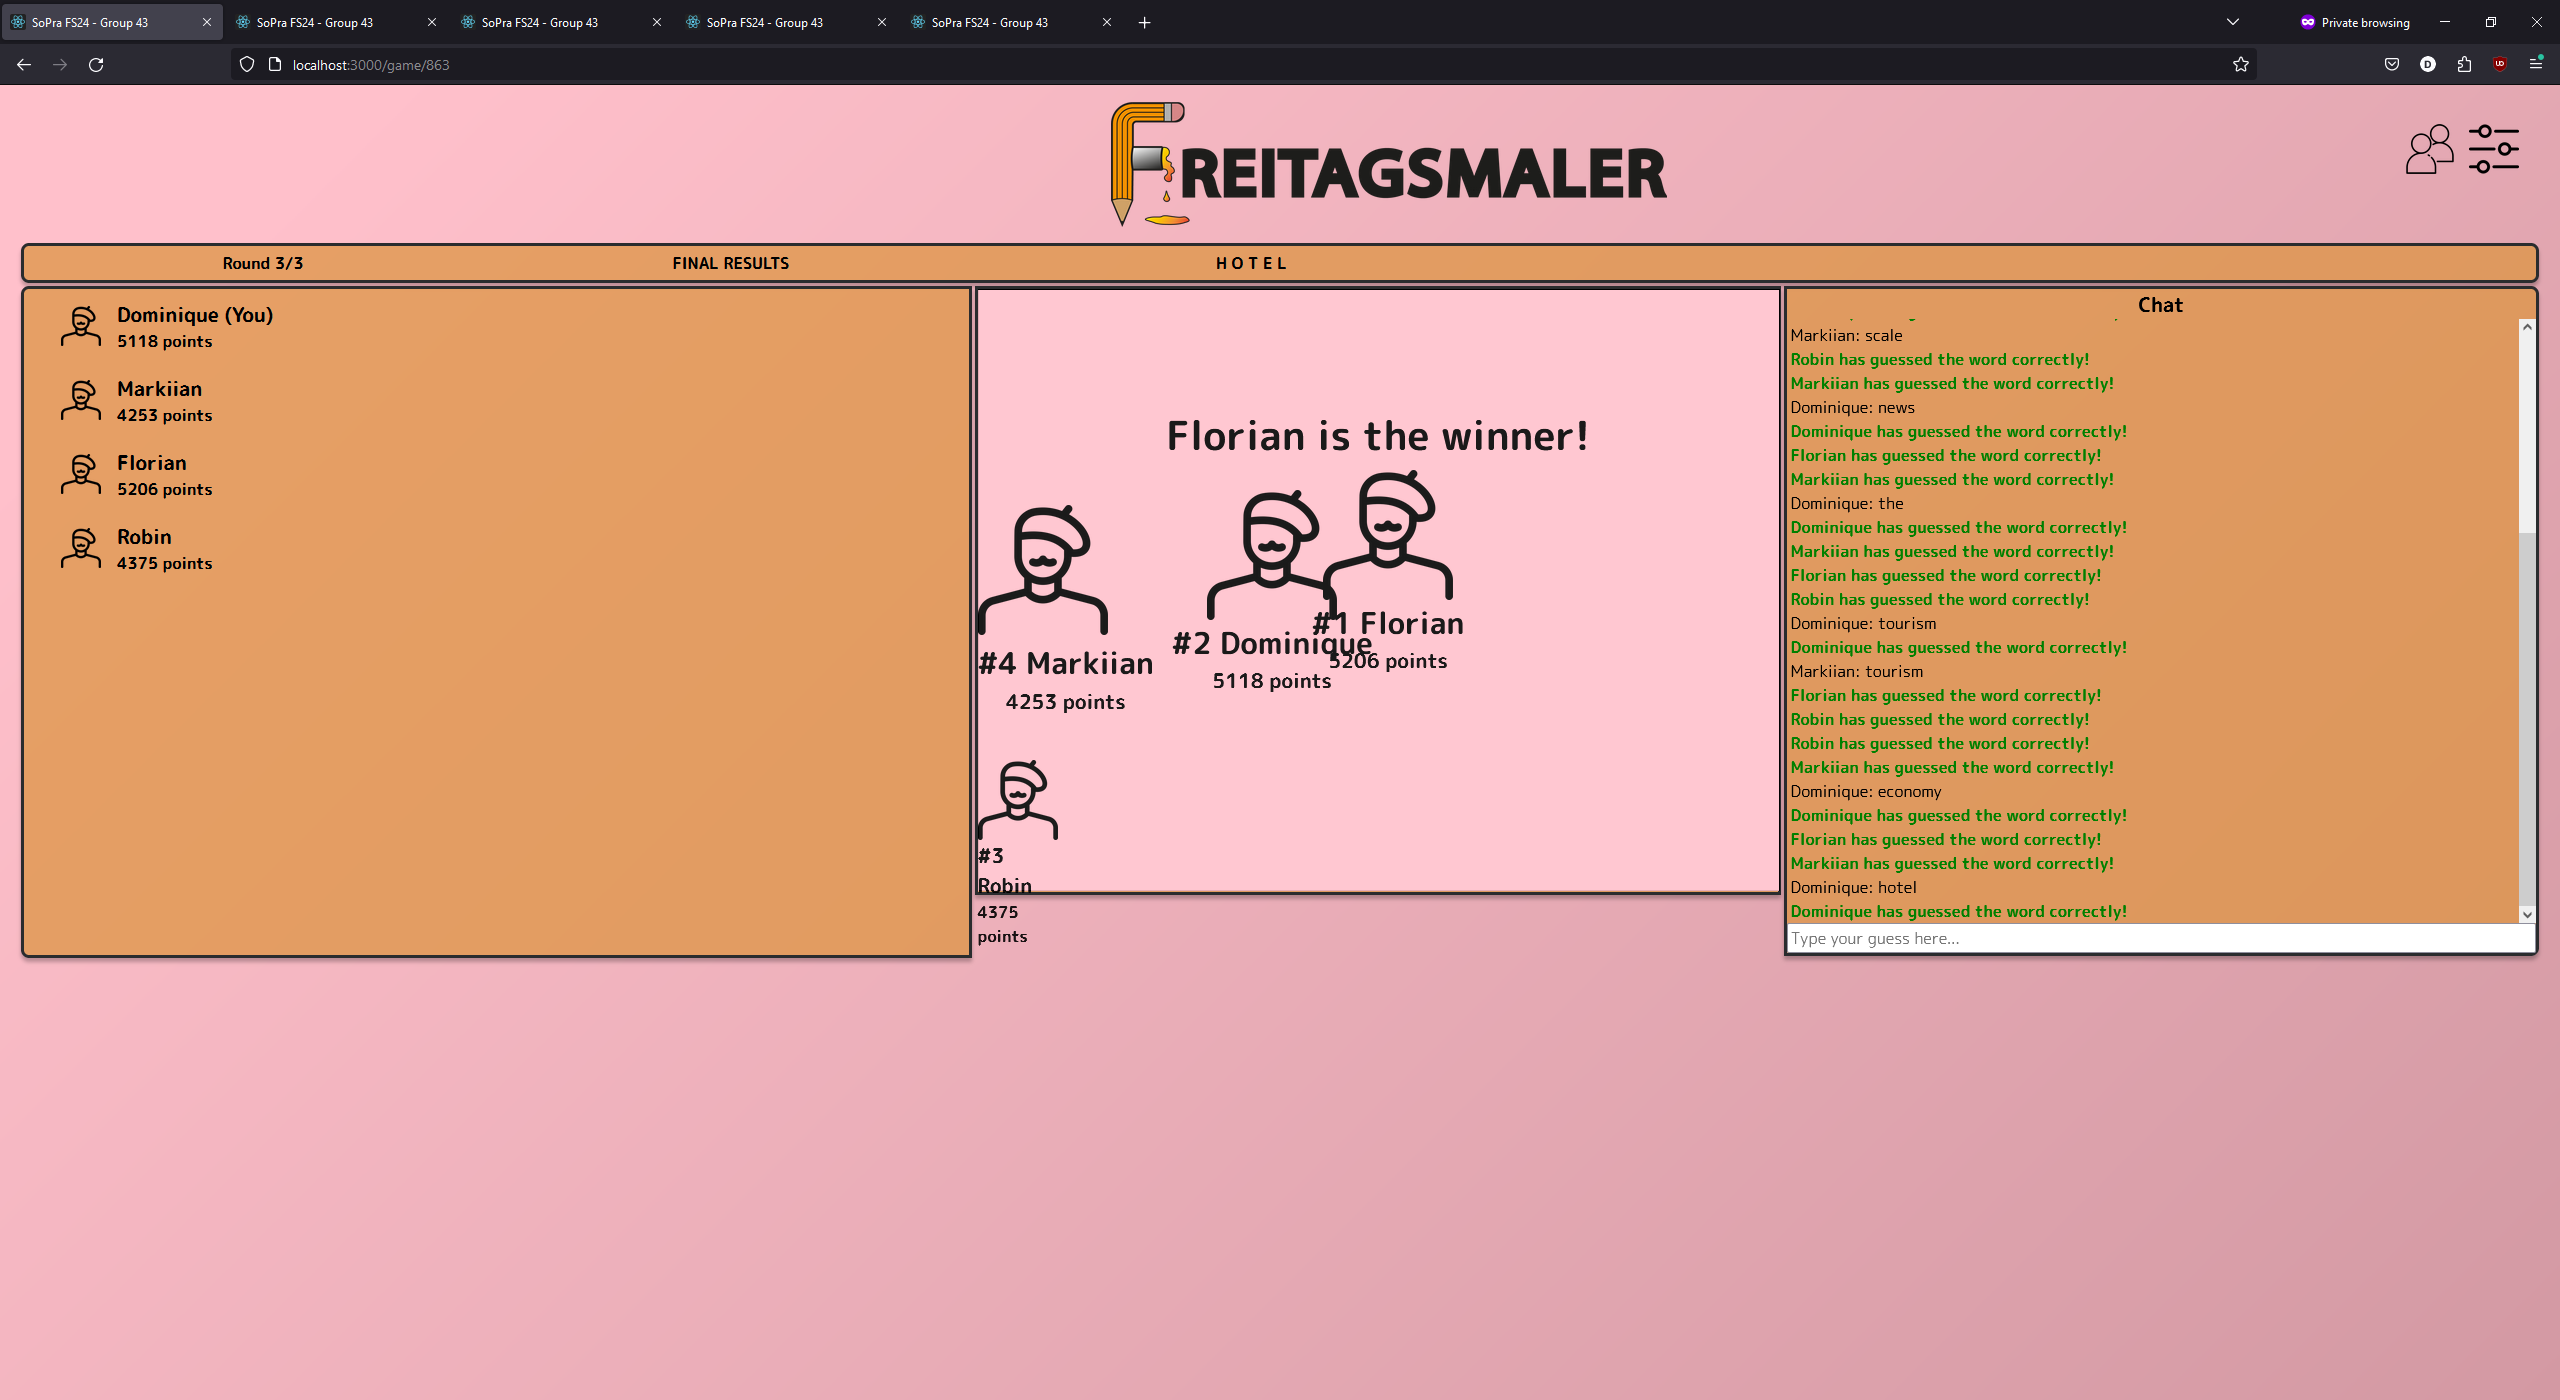 SoPra FS24 - Group 43
SoPra FS24 - Group 43
SoPra FS24 - Group 43
SoPra FS24 - Group 43
SoPra FS24 - Group 43
Private browsing
localhost:3000/game/863
D
FREITAGSMALER
Round 3/3
FINAL RESULTS
H O T E L
Dominique (You)
5118 points
Markiian
4253 points
Florian
5206 points
Robin
4375 points
Florian is the winner!
#1 Florian
5206 points
#2 Dominique
5118 points
#4 Markiian
4253 points
#3
Robin
4375
points
Chat
Markiian: scale
Robin has guessed the word correctly!
Markiian has guessed the word correctly!
Dominique: news
Dominique has guessed the word correctly!
Florian has guessed the word correctly!
Markiian has guessed the word correctly!
Dominique: the
Dominique has guessed the word correctly!
Markiian has guessed the word correctly!
Florian has guessed the word correctly!
Robin has guessed the word correctly!
Dominique: tourism
Dominique has guessed the word correctly!
Markiian: tourism
Florian has guessed the word correctly!
Robin has guessed the word correctly!
Robin has guessed the word correctly!
Markiian has guessed the word correctly!
Dominique: economy
Dominique has guessed the word correctly!
Florian has guessed the word correctly!
Markiian has guessed the word correctly!
Dominique: hotel
Dominique has guessed the word correctly!
Type your guess here...